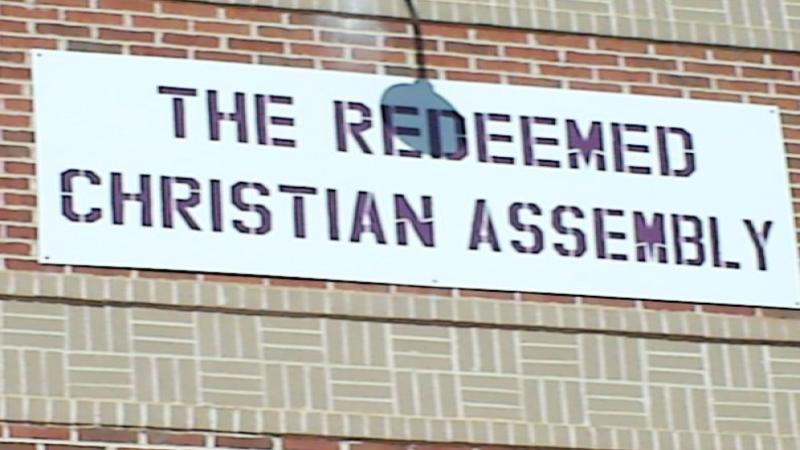 THE REDEEMED
CHRISTIAN ASSEMBLY